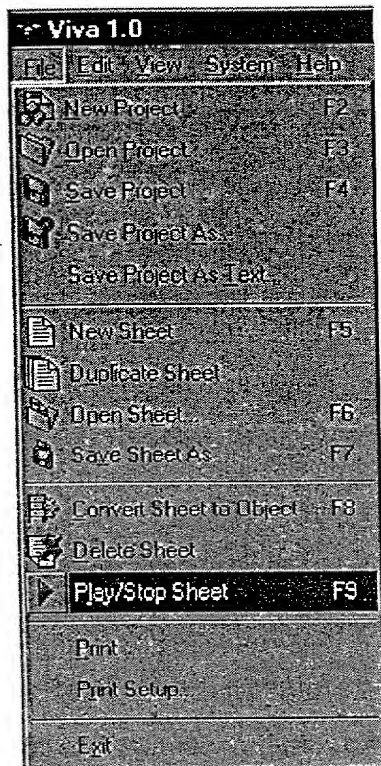 Viva 1.0
File Edit View System Help
New Project... F2
Open Project... F3
Save Project F4
Save Project As...
Save Project As Text...
New Sheet F5
Duplicate Sheet
Open Sheet... F6
Save Sheet As... F7
Convert Sheet to Object F8
Delete Sheet
Play/Stop Sheet F9
Print...
Print Setup...
Exit